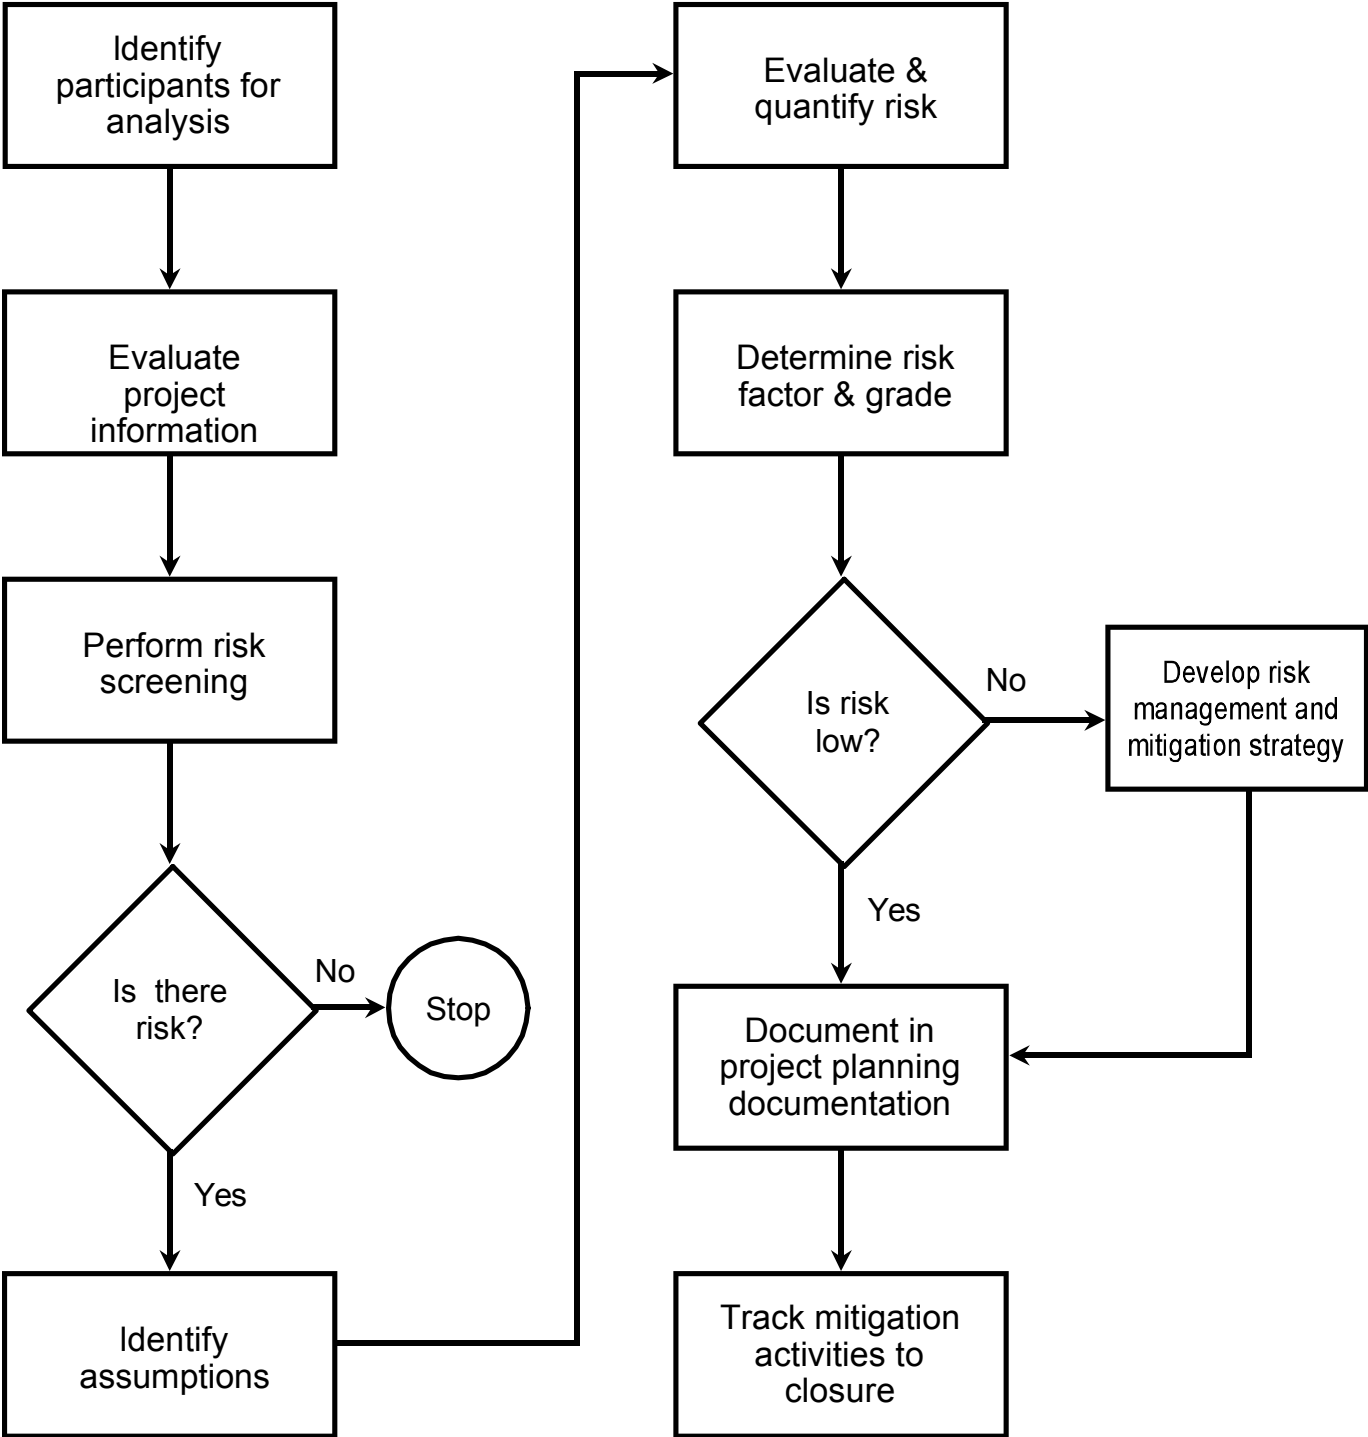 Identify
participants for
analysis
Evaluate
project
information
Perform risk
screening
Is there
risk?
No
Stop
Yes
Identify
assumptions
Evaluate &
quantify risk
Determine risk
factor & grade
Is risk
low?
No
Develop risk
management and
mitigation strategy
Yes
Document in
project planning
documentation
Track mitigation
activities to
closure